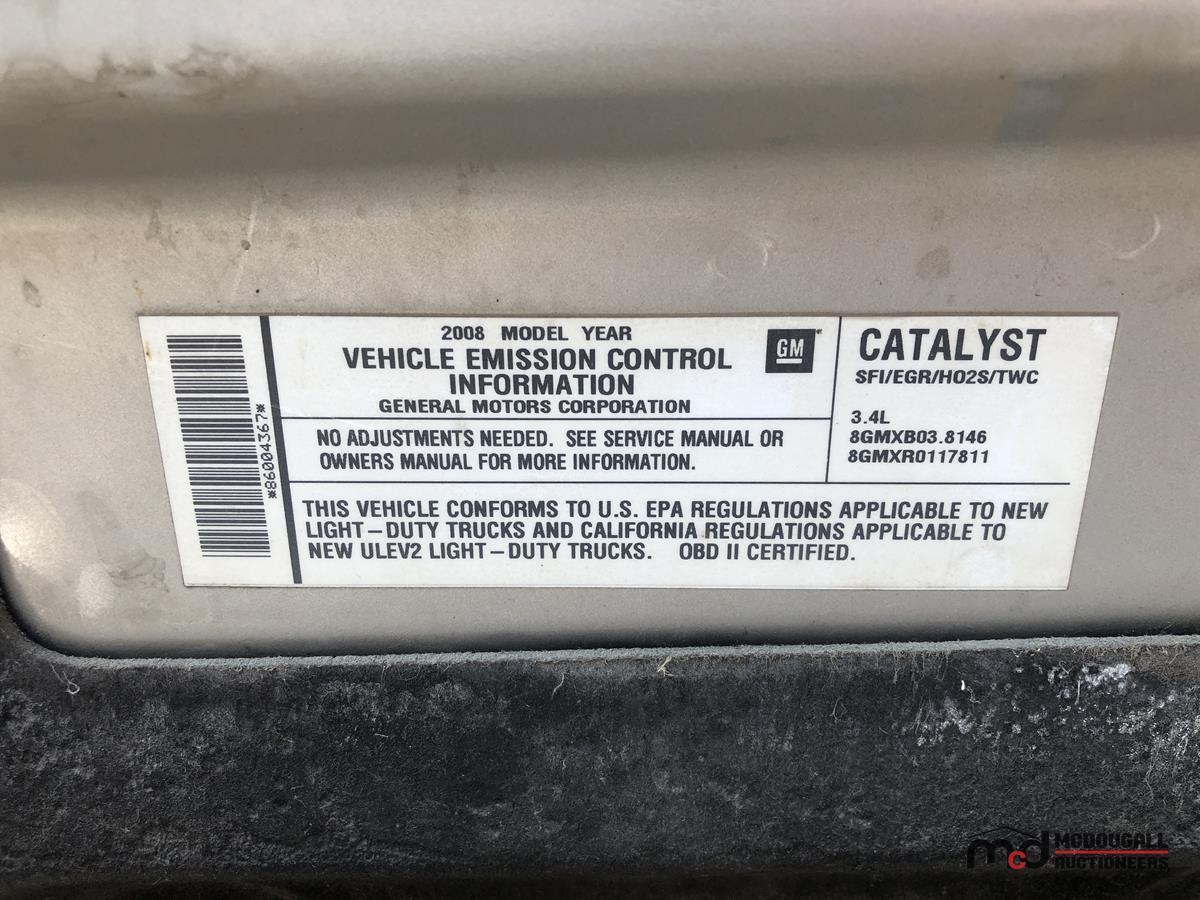 *86004367*
2008 MODEL YEAR
VEHICLE EMISSION CONTROL
INFORMATION
GENERAL MOTORS CORPORATION
GM
NO ADJUSTMENTS NEEDED. SEE SERVICE MANUAL OR
OWNERS MANUAL FOR MORE INFORMATION.
CATALYST
SFI/EGR/HO2S/TWC
3.4L
8GMXB03.8146
8GMXR0117811
THIS VEHICLE CONFORMS TO U.S. EPA REGULATIONS APPLICABLE TO NEW
LIGHT-DUTY TRUCKS AND CALIFORNIA REGULATIONS APPLICABLE TO
NEW ULEV2 LIGHT-DUTY TRUCKS. OBD II CERTIFIED.
mcd
MCDOUGALL
AUCTIONEERS